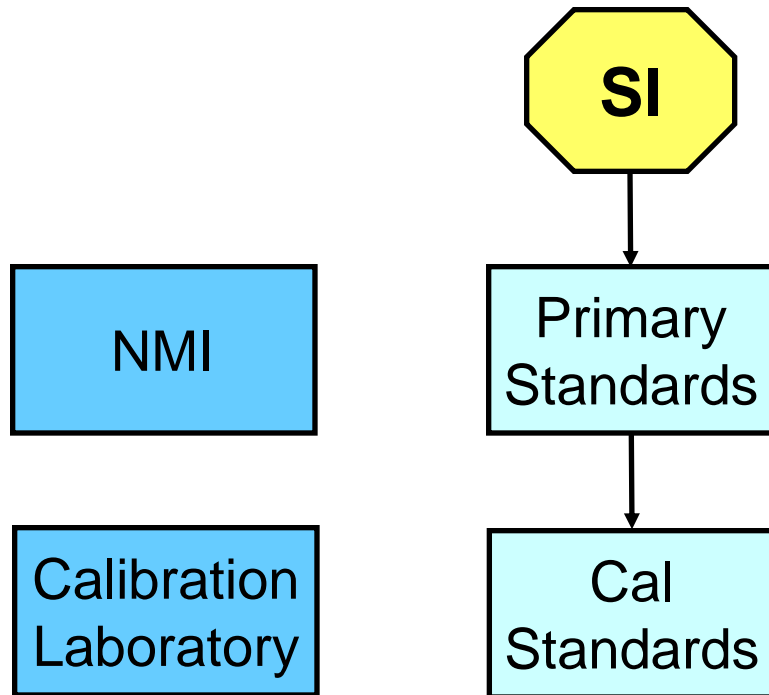 SI
NMI
Primary
Standards
Calibration
Laboratory
Cal
Standards